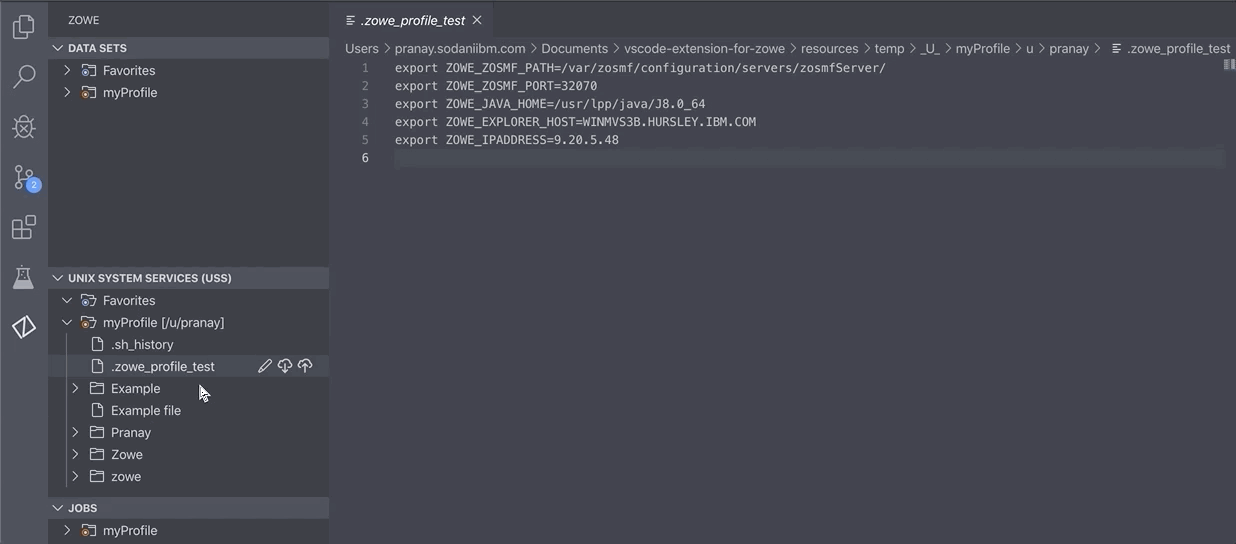 ZOWE
DATA SETS
Favorites
myProfile
UNIX SYSTEM SERVICES (USS)
Favorites
myProfile [/u/pranay]
.sh_history
.zowe_profile_test
Example
Example file
Pranay
Zowe
zowe
JOBS
myProfile
2
.zowe_profile_test
Users > pranay.sodaniibm.com > Documents > vscode-extension-for-zowe > resources > temp > _U_ > myProfile > u > pranay > .zowe_profile_test
1 export ZOWE_ZOSMF_PATH=/var/zosmf/configuration/servers/zosmfServer/
2 export ZOWE_ZOSMF_PORT=32070
3 export ZOWE_JAVA_HOME=/usr/lpp/java/J8.0_64
4 export ZOWE_EXPLORER_HOST=WINMVS3B.HURSLEY.IBM.COM
5 export ZOWE_IPADDRESS=9.20.5.48
6